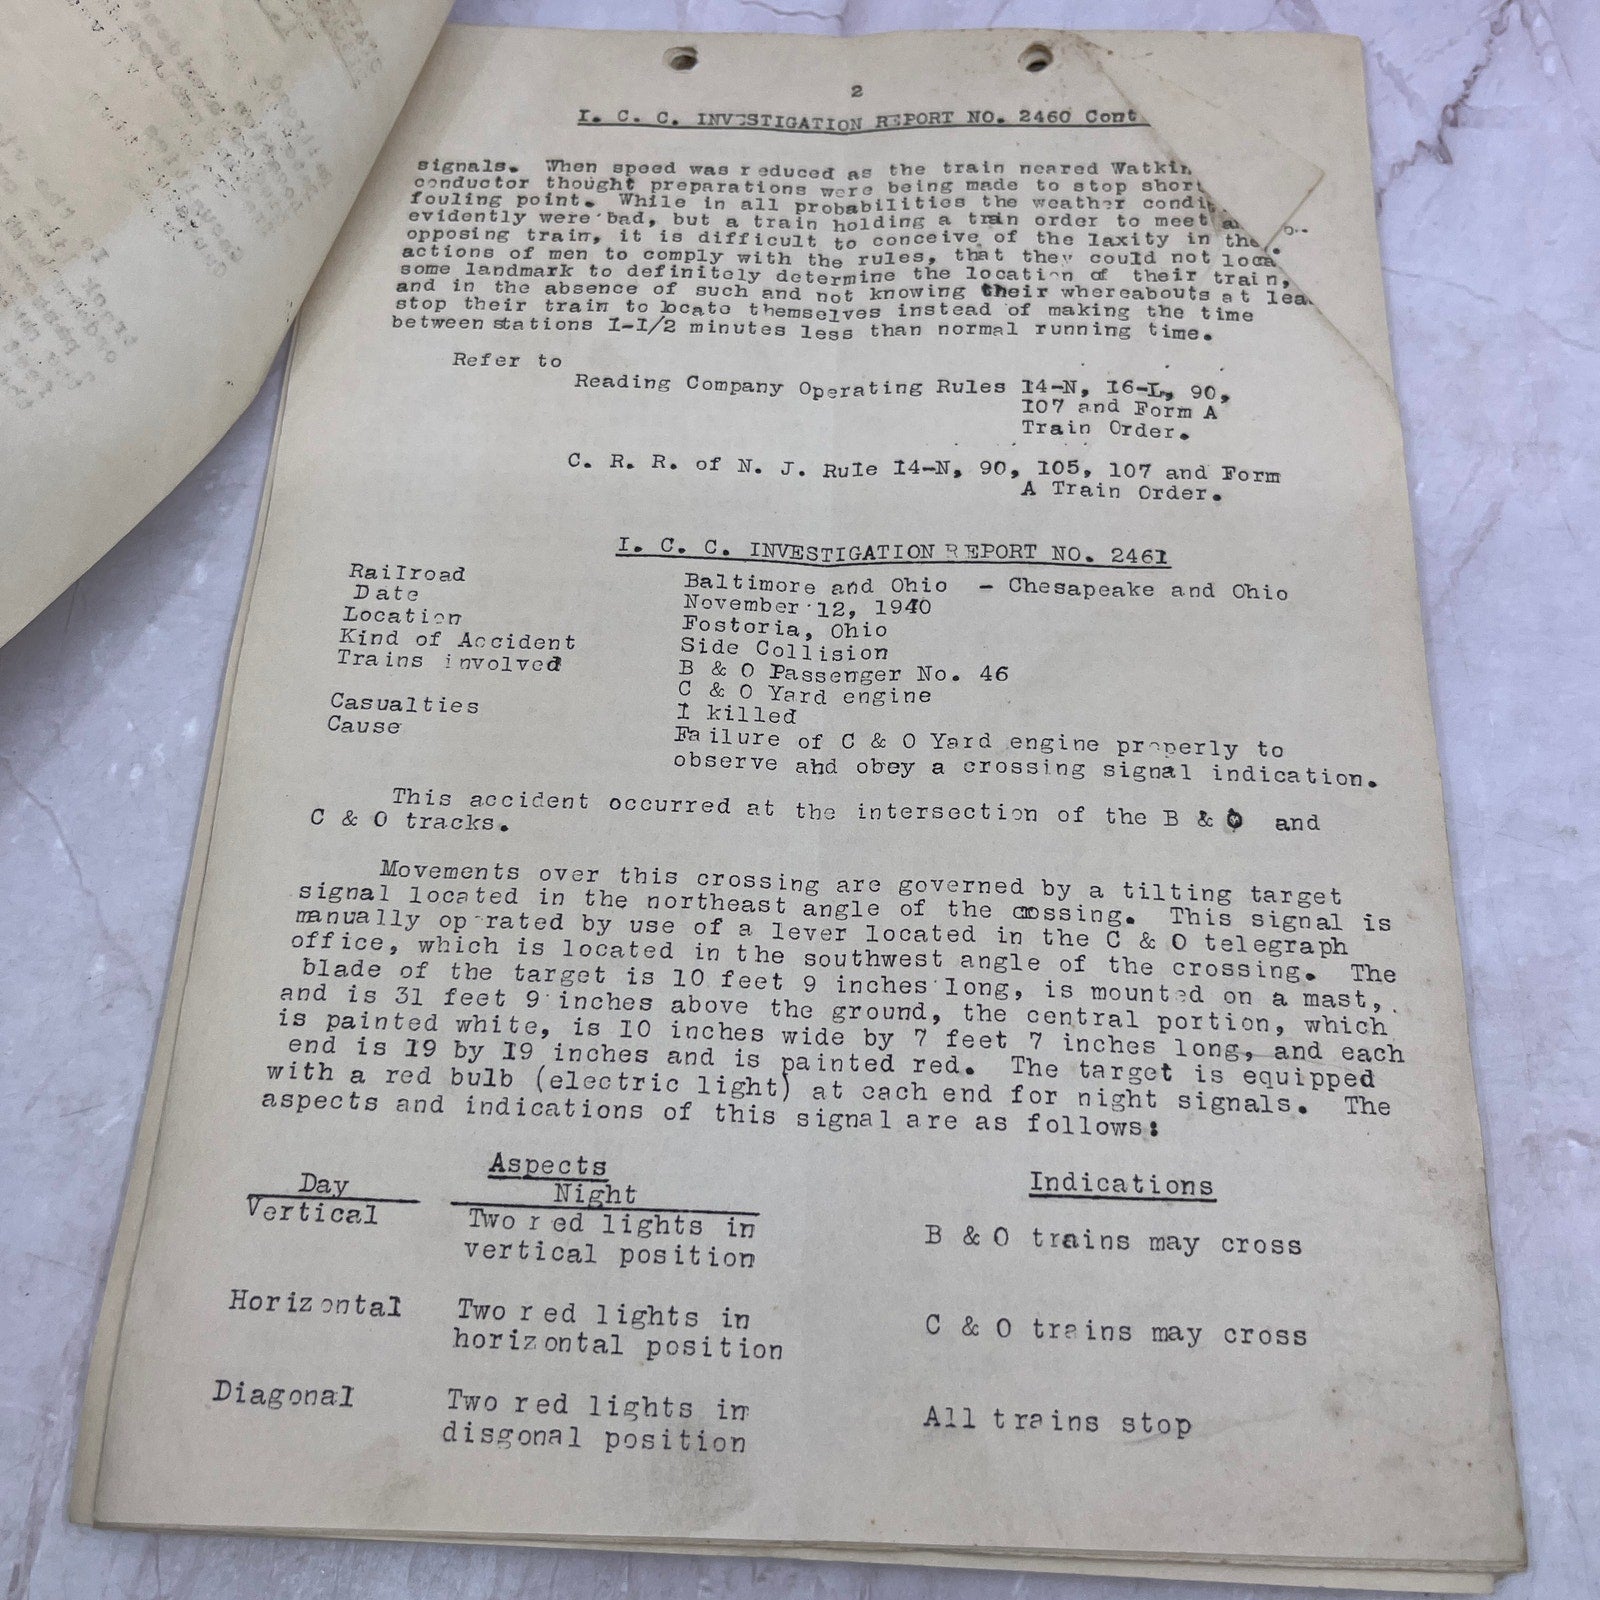 2
I. C. C. INVESTIGATION REPORT NO. 2460 Cont
signals. When speed was reduced as the train neared
conductor thought preparations were being made to stop
fouling point. While in all probabilities the weather
evidently were bad, but a train holding a train order to meet
opposing train, it is difficult to conceive of the laxity in
actions of men to comply with the rules, that they could not
some landmark to definitely determine the location of their train,
and in the absence of such and not knowing their whereabouts at
stop their train to locate themselves instead of making the time
between stations I-I/2 minutes less than normal running time.
Refer to
Reading Company Operating Rules 14-N, 16-L, 90,
107 and Form A
Train Order.
C. R. R. of N. J. Rule 14-N, 90, 105, 107 and Form
A Train Order.
I. C. C. INVESTIGATION REPORT NO. 2461
Railroad Baltimore and Ohio - Chesapeake and Ohio
Date November 12, 1940
Location Fostoria, Ohio
Kind of Accident Side Collision
Trains involved B & O Passenger No. 46
C & O Yard engine
Casualties I killed
Cause Failure of C & O Yard engine properly to
observe and obey a crossing signal indication.
This accident occurred at the intersection of the B & O and
C & O tracks.
Movements over this crossing are governed by a tilting target
signal located in the northeast angle of the crossing. This signal is
manually operated by use of a lever located in the C & O telegraph
office, which is located in the southwest angle of the crossing. The
blade of the target is 10 feet 9 inches long, is mounted on a mast,
and is 31 feet 9 inches above the ground, the central portion, which
is painted white, is 10 inches wide by 7 feet 7 inches long, and each
end is 19 by 19 inches and is painted red. The target is equipped
with a red bulb (electric light) at each end for night signals. The
aspects and indications of this signal are as follows:
Aspects Indications
Day Night
Vertical Two red lights in
vertical position B & O trains may cross
Horizontal Two red lights in
horizontal position C & O trains may cross
Diagonal Two red lights in
disgonal position All trains stop